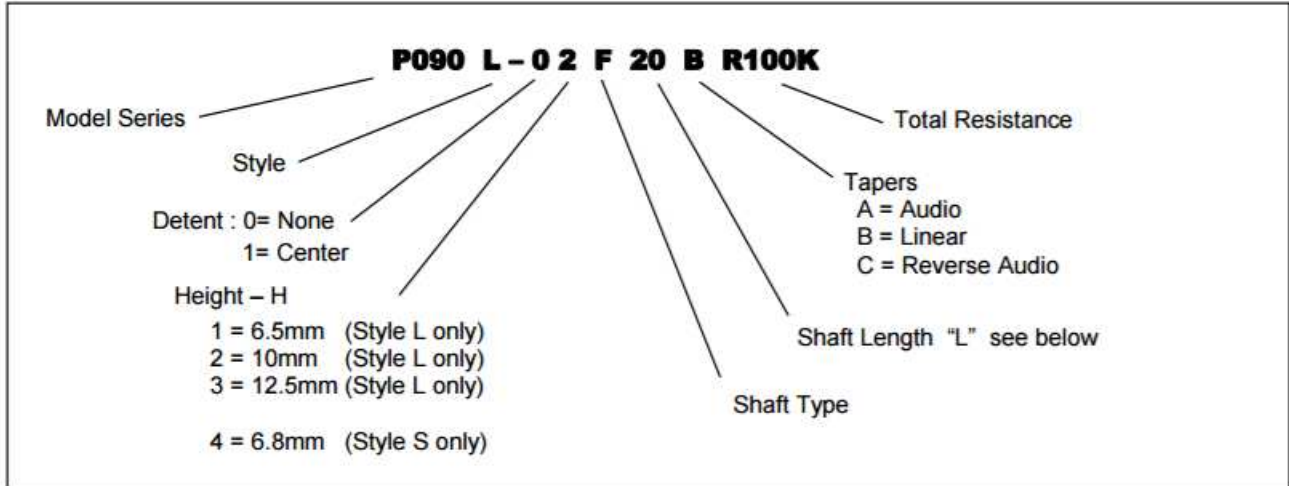 P090 L – 0 2 F 20 B R100K
Model Series
Total Resistance
Style
Tapers
A = Audio
B = Linear
C = Reverse Audio
Detent : 0= None
1= Center
Height – H
1 = 6.5mm (Style L only)
2 = 10mm (Style L only)
3 = 12.5mm (Style L only)
4 = 6.8mm (Style S only)
Shaft Length “L” see below
Shaft Type